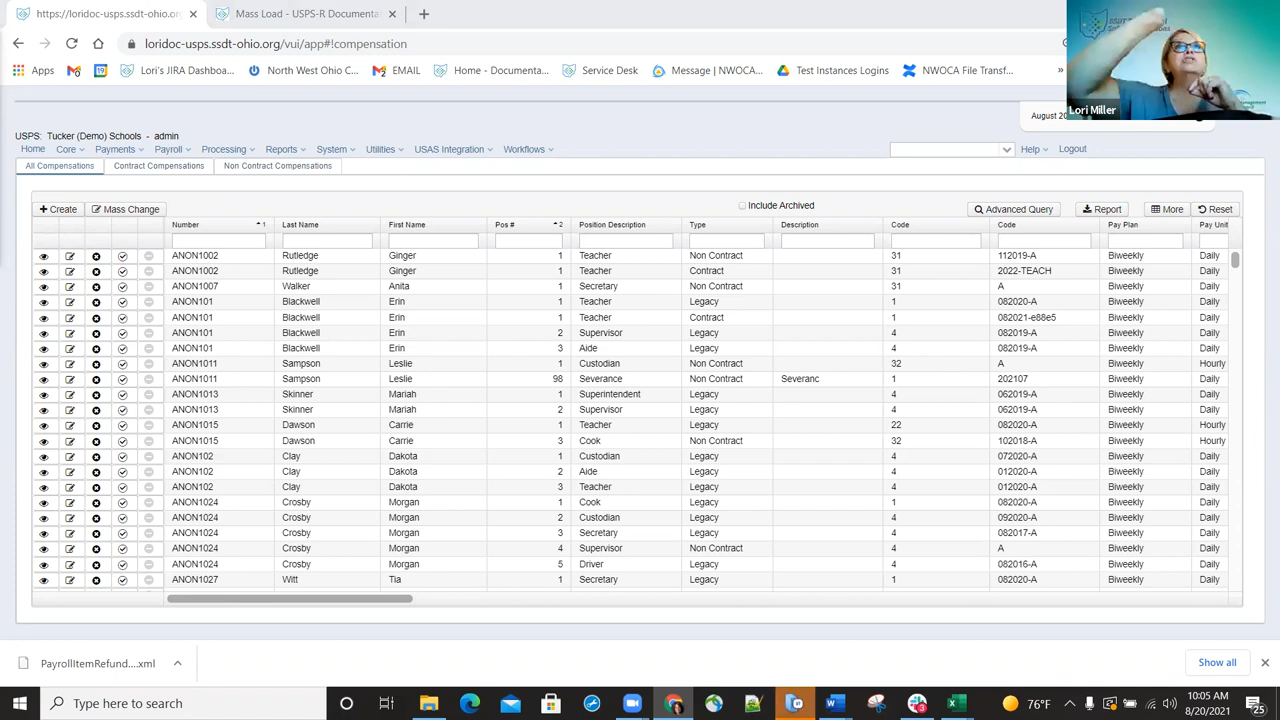 https://loridoc-usps.ssdt-ohio.org/
Mass Load - USPS-R Documentat
loridoc-usps.ssdt-ohio.org/vui/app#!compensation
Apps
Lori's JIRA Dashboa...
North West Ohio C...
EMAIL
Home - Documenta...
Service Desk
Message | NWOCA...
Test Instances Logins
NWOCA File Transf...
»
Lori Miller
August 20
USPS: Tucker (Demo) Schools - admin
Home Core Payments Payroll Processing Reports System Utilities USAS Integration Workflows Help Logout
All Compensations Contract Compensations Non Contract Compensations
Create Mass Change Include Archived Advanced Query Report More Reset
Number 1 Last Name First Name Pos # 2 Position Description Type Description Code Code Pay Plan Pay Unit
ANON1002 Rutledge Ginger 1 Teacher Non Contract 31 112019-A Biweekly Daily
ANON1002 Rutledge Ginger 1 Teacher Contract 31 2022-TEACH Biweekly Daily
ANON1007 Walker Anita 1 Secretary Non Contract 31 A Biweekly Daily
ANON101 Blackwell Erin 1 Teacher Legacy 1 082020-A Biweekly Daily
ANON101 Blackwell Erin 1 Teacher Contract 1 082021-e88e5 Biweekly Daily
ANON101 Blackwell Erin 2 Supervisor Legacy 4 082019-A Biweekly Daily
ANON101 Blackwell Erin 3 Aide Legacy 4 082019-A Biweekly Daily
ANON1011 Sampson Leslie 1 Custodian Non Contract 32 A Biweekly Hourly
ANON1011 Sampson Leslie 98 Severance Non Contract Severanc 1 202107 Biweekly Daily
ANON1013 Skinner Mariah 1 Superintendent Legacy 4 062019-A Biweekly Daily
ANON1013 Skinner Mariah 2 Supervisor Legacy 4 062019-A Biweekly Daily
ANON1015 Dawson Carrie 1 Teacher Legacy 22 082020-A Biweekly Hourly
ANON1015 Dawson Carrie 3 Cook Non Contract 32 102018-A Biweekly Hourly
ANON102 Clay Dakota 1 Custodian Legacy 4 072020-A Biweekly Daily
ANON102 Clay Dakota 2 Aide Legacy 4 012020-A Biweekly Daily
ANON102 Clay Dakota 3 Teacher Legacy 4 012020-A Biweekly Daily
ANON1024 Crosby Morgan 1 Cook Legacy 1 082020-A Biweekly Daily
ANON1024 Crosby Morgan 2 Custodian Legacy 4 092020-A Biweekly Daily
ANON1024 Crosby Morgan 3 Secretary Legacy 4 082017-A Biweekly Daily
ANON1024 Crosby Morgan 4 Supervisor Non Contract 4 A Biweekly Daily
ANON1024 Crosby Morgan 5 Driver Legacy 4 082016-A Biweekly Daily
ANON1027 Witt Tia 1 Secretary Legacy 1 082020-A Biweekly Daily
PayrollItemRefund....xml
Show all
Type here to search
76°F
10:05 AM
8/20/2021
25